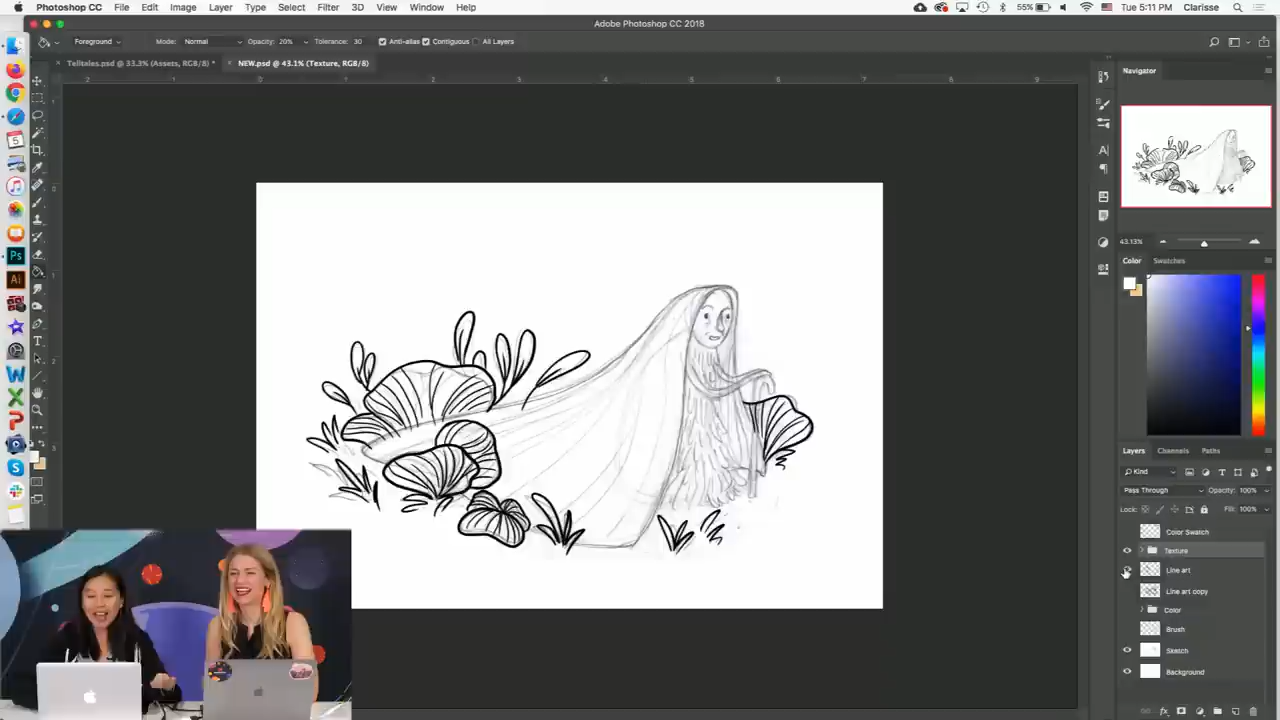 Photoshop CC File Edit Image Layer Type Select Filter 3D View Window Help 55% Tue 5:11 PM Clarisse
Adobe Photoshop CC 2018
Foreground Mode: Normal Opacity: 20% Tolerance: 30 Anti-alias Contiguous All Layers
Telltales.psd @ 33.3% (Assets, RGB/8) * NEW.psd @ 43.1% (Texture, RGB/8)
Navigator
43.13%
Color Swatches
Layers Channels Paths
Kind
Pass Through Opacity: 100%
Lock: Fill: 100%
Color Swatch
Texture
Line art
Line art copy
Color
Brush
Sketch
Background